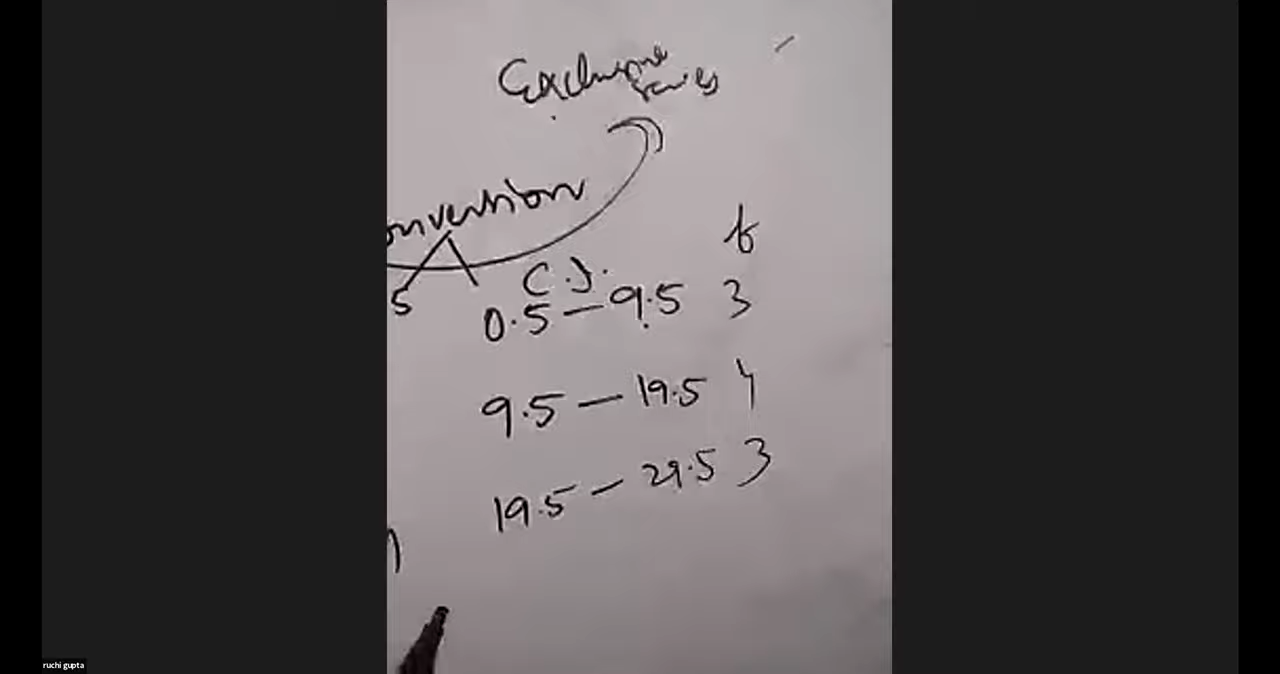 Exclusive
series
onversion
C.I. f
5
0.5 — 9.5 3
9.5 — 19.5 4
19.5 — 29.5 3
ruchi gupta